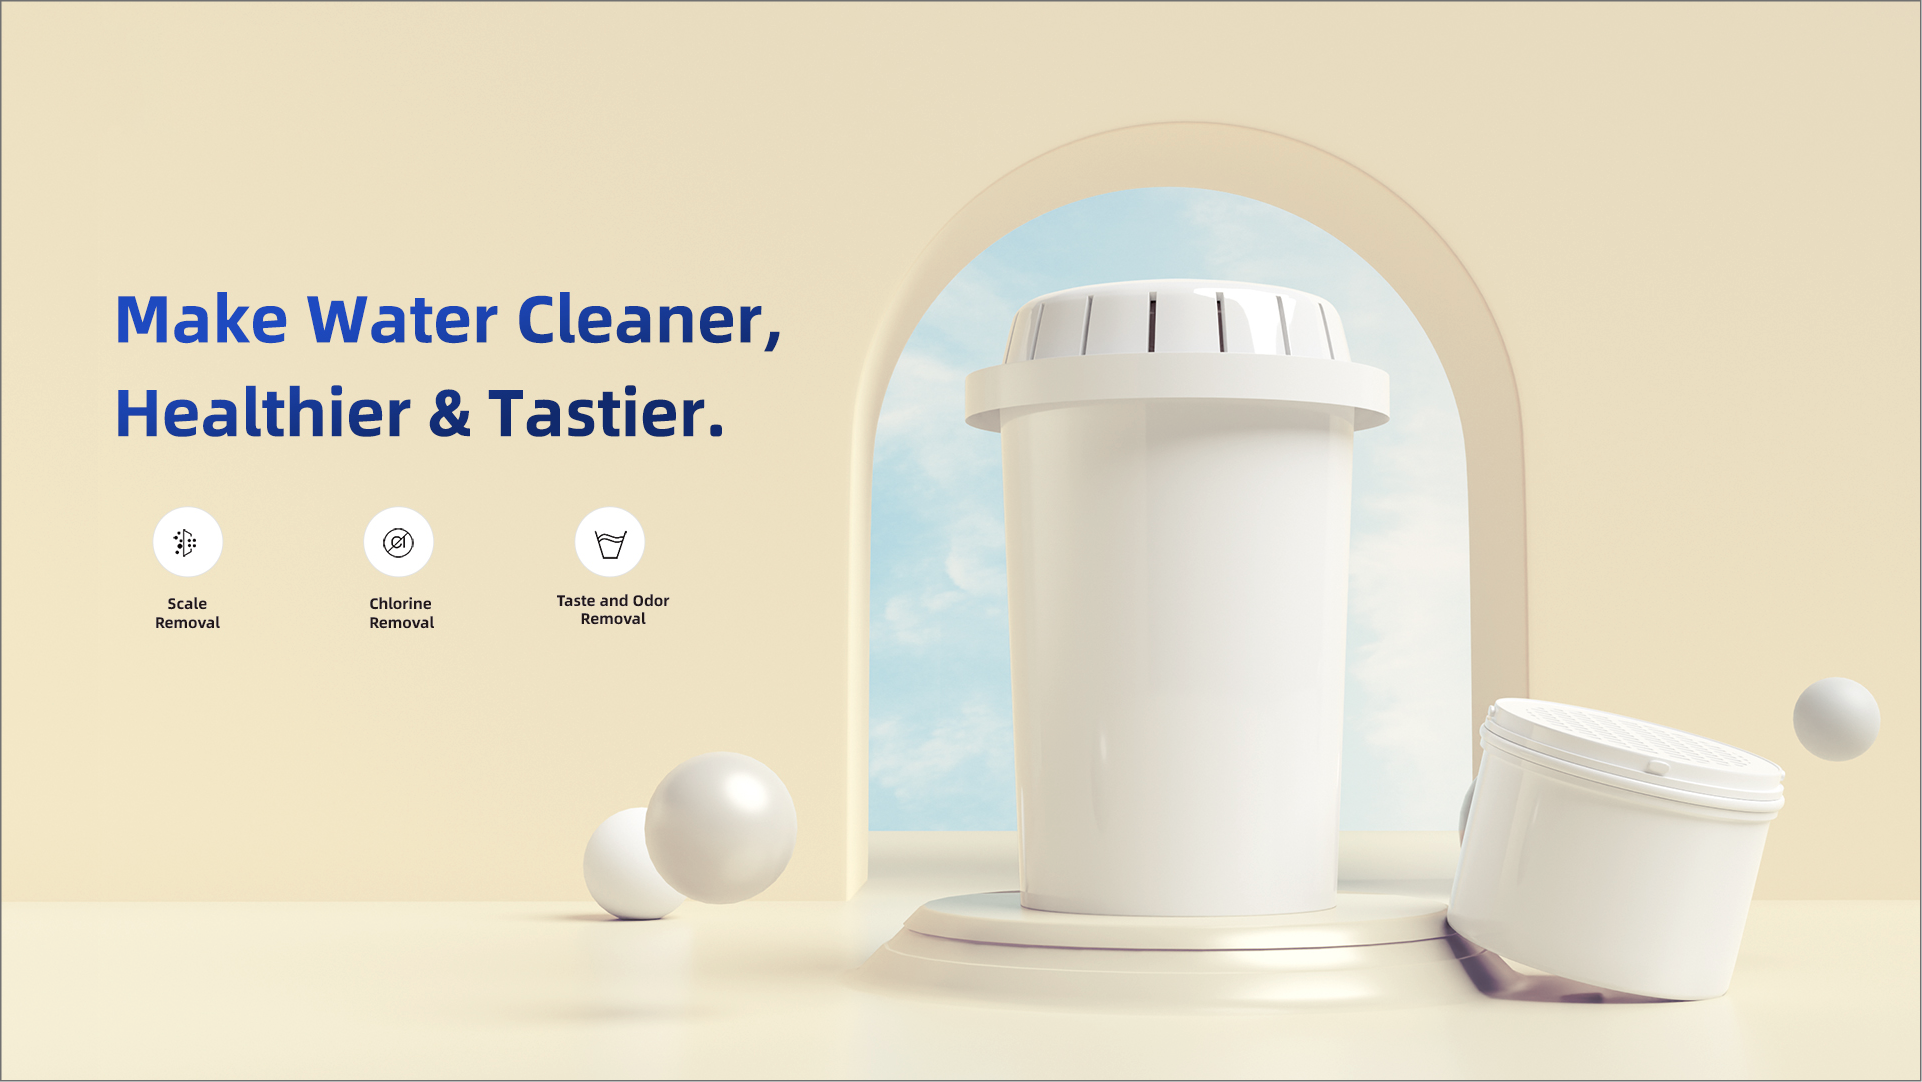 Make Water Cleaner,
Healthier & Tastier.
Scale
Removal
Chlorine
Removal
Taste and Odor
Removal